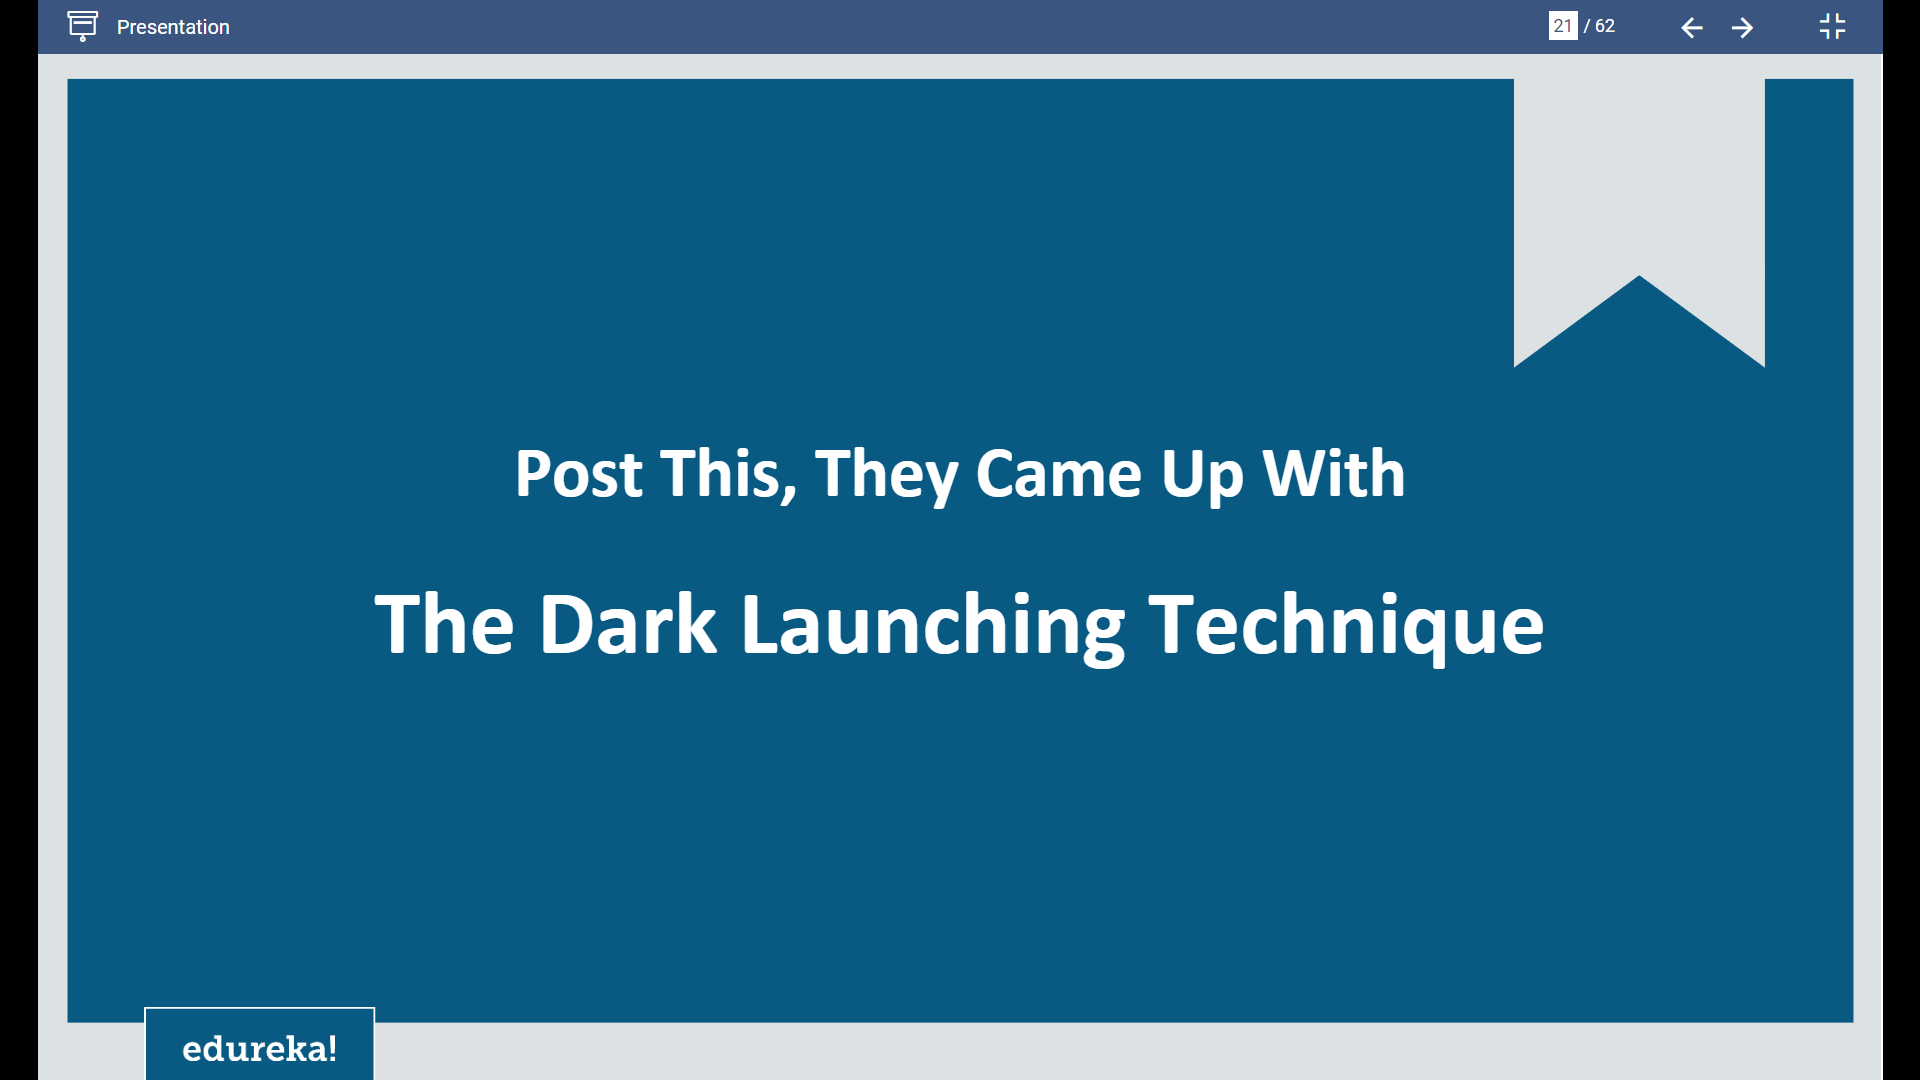 Presentation
21 / 62
Post This, They Came Up With
The Dark Launching Technique
edureka!